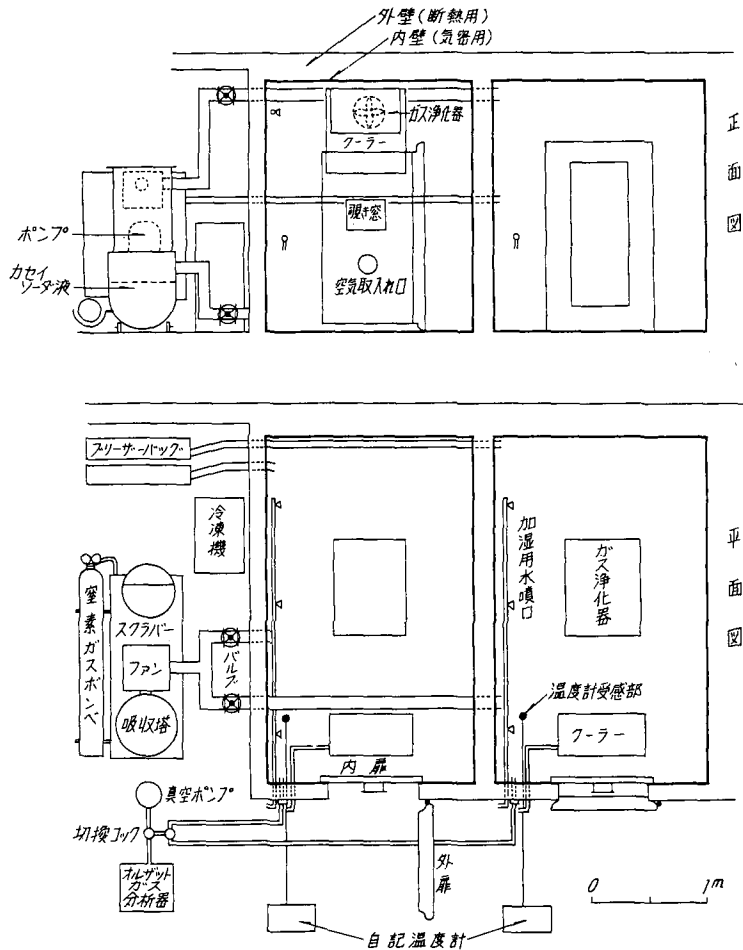 外壁(断熱用)
内壁(気密用)
ガス浄化器
クーラー
正面図
ポンプ
覗き窓
カセイ
ソーダ液
空気取入れ口
ブリーザーバッグ
冷凍機
加湿用水噴口
ガス浄化器
平面図
窒素ガスボンベ
スクラバー
ファン
バルブ
吸収塔
温度計受感部
クーラー
内扉
真空ポンプ
切換コック
オルザット
ガス
分析器
外扉
0 1m
自記温度計